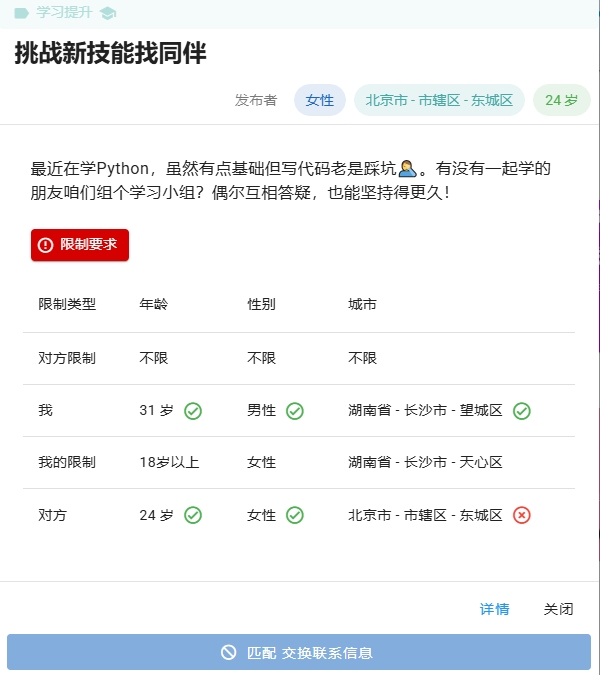 学习提升
挑战新技能找同伴
发布者 女性 北京市 - 市辖区 - 东城区 24 岁
最近在学Python，虽然有点基础但写代码老是踩坑🤦‍♀️。有没有一起学的
朋友咱们组个学习小组？偶尔互相答疑，也能坚持得更久！
限制要求
限制类型 年龄 性别 城市
对方限制 不限 不限 不限
我 31 岁 男性 湖南省 - 长沙市 - 望城区
我的限制 18岁以上 女性 湖南省 - 长沙市 - 天心区
对方 24 岁 女性 北京市 - 市辖区 - 东城区
详情 关闭
匹配 交换联系信息